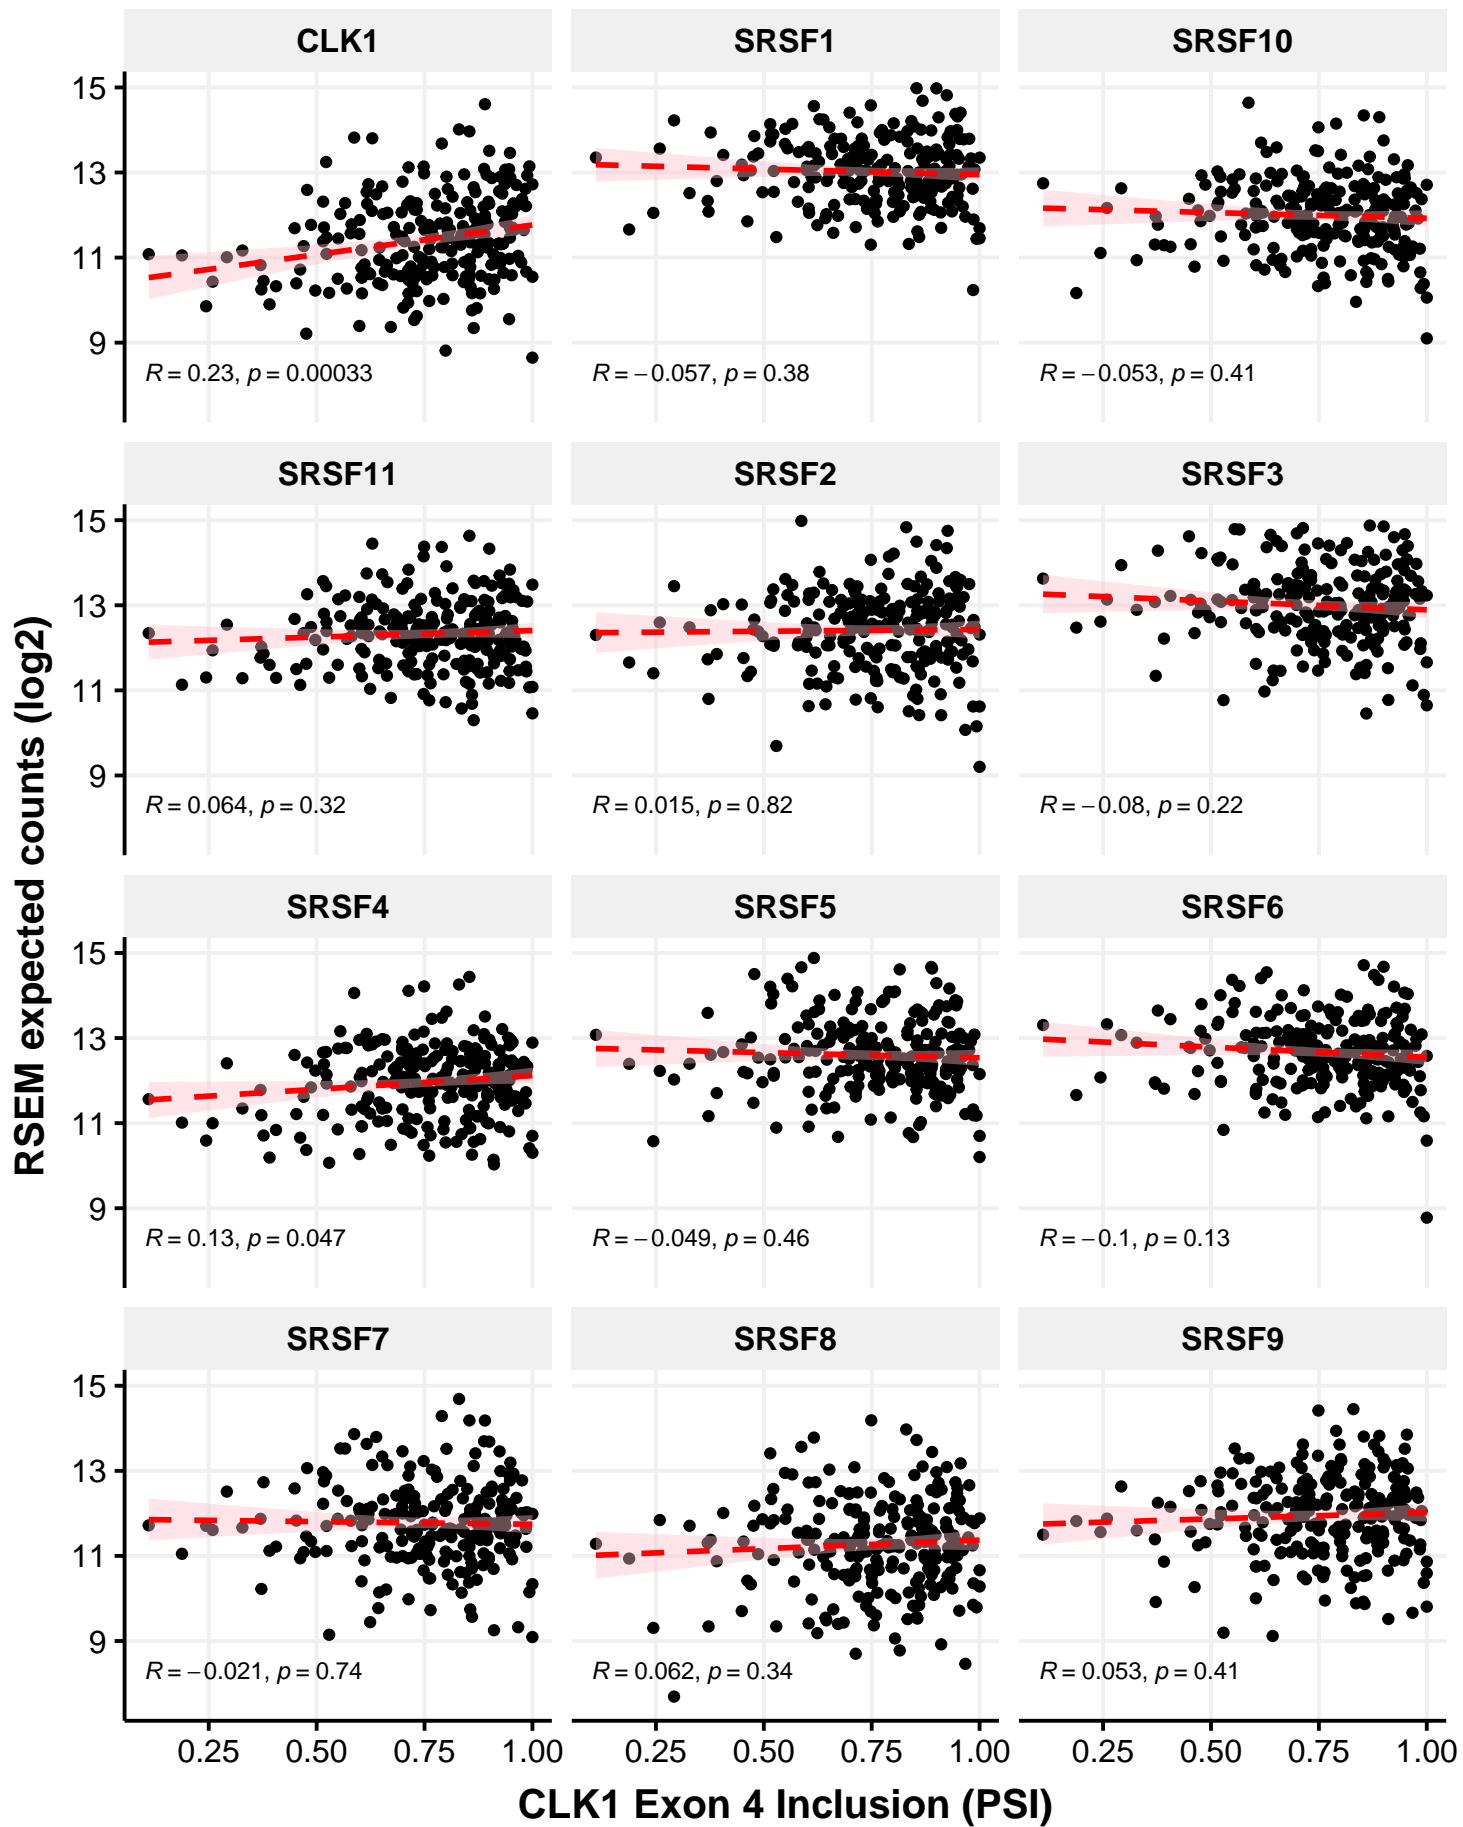 CLK1 SRSF1 SRSF10
15
13
11
9
R = 0.23, p = 0.00033
R = −0.057, p = 0.38
R = −0.053, p = 0.41
SRSF11 SRSF2 SRSF3
15
13
11
9
R = 0.064, p = 0.32
R = 0.015, p = 0.82
R = −0.08, p = 0.22
SRSF4 SRSF5 SRSF6
15
13
11
9
R = 0.13, p = 0.047
R = −0.049, p = 0.46
R = −0.1, p = 0.13
SRSF7 SRSF8 SRSF9
15
13
11
9
R = −0.021, p = 0.74
R = 0.062, p = 0.34
R = 0.053, p = 0.41
0.25 0.50 0.75 1.00 0.25 0.50 0.75 1.00 0.25 0.50 0.75 1.00
CLK1 Exon 4 Inclusion (PSI)
RSEM expected counts (log2)